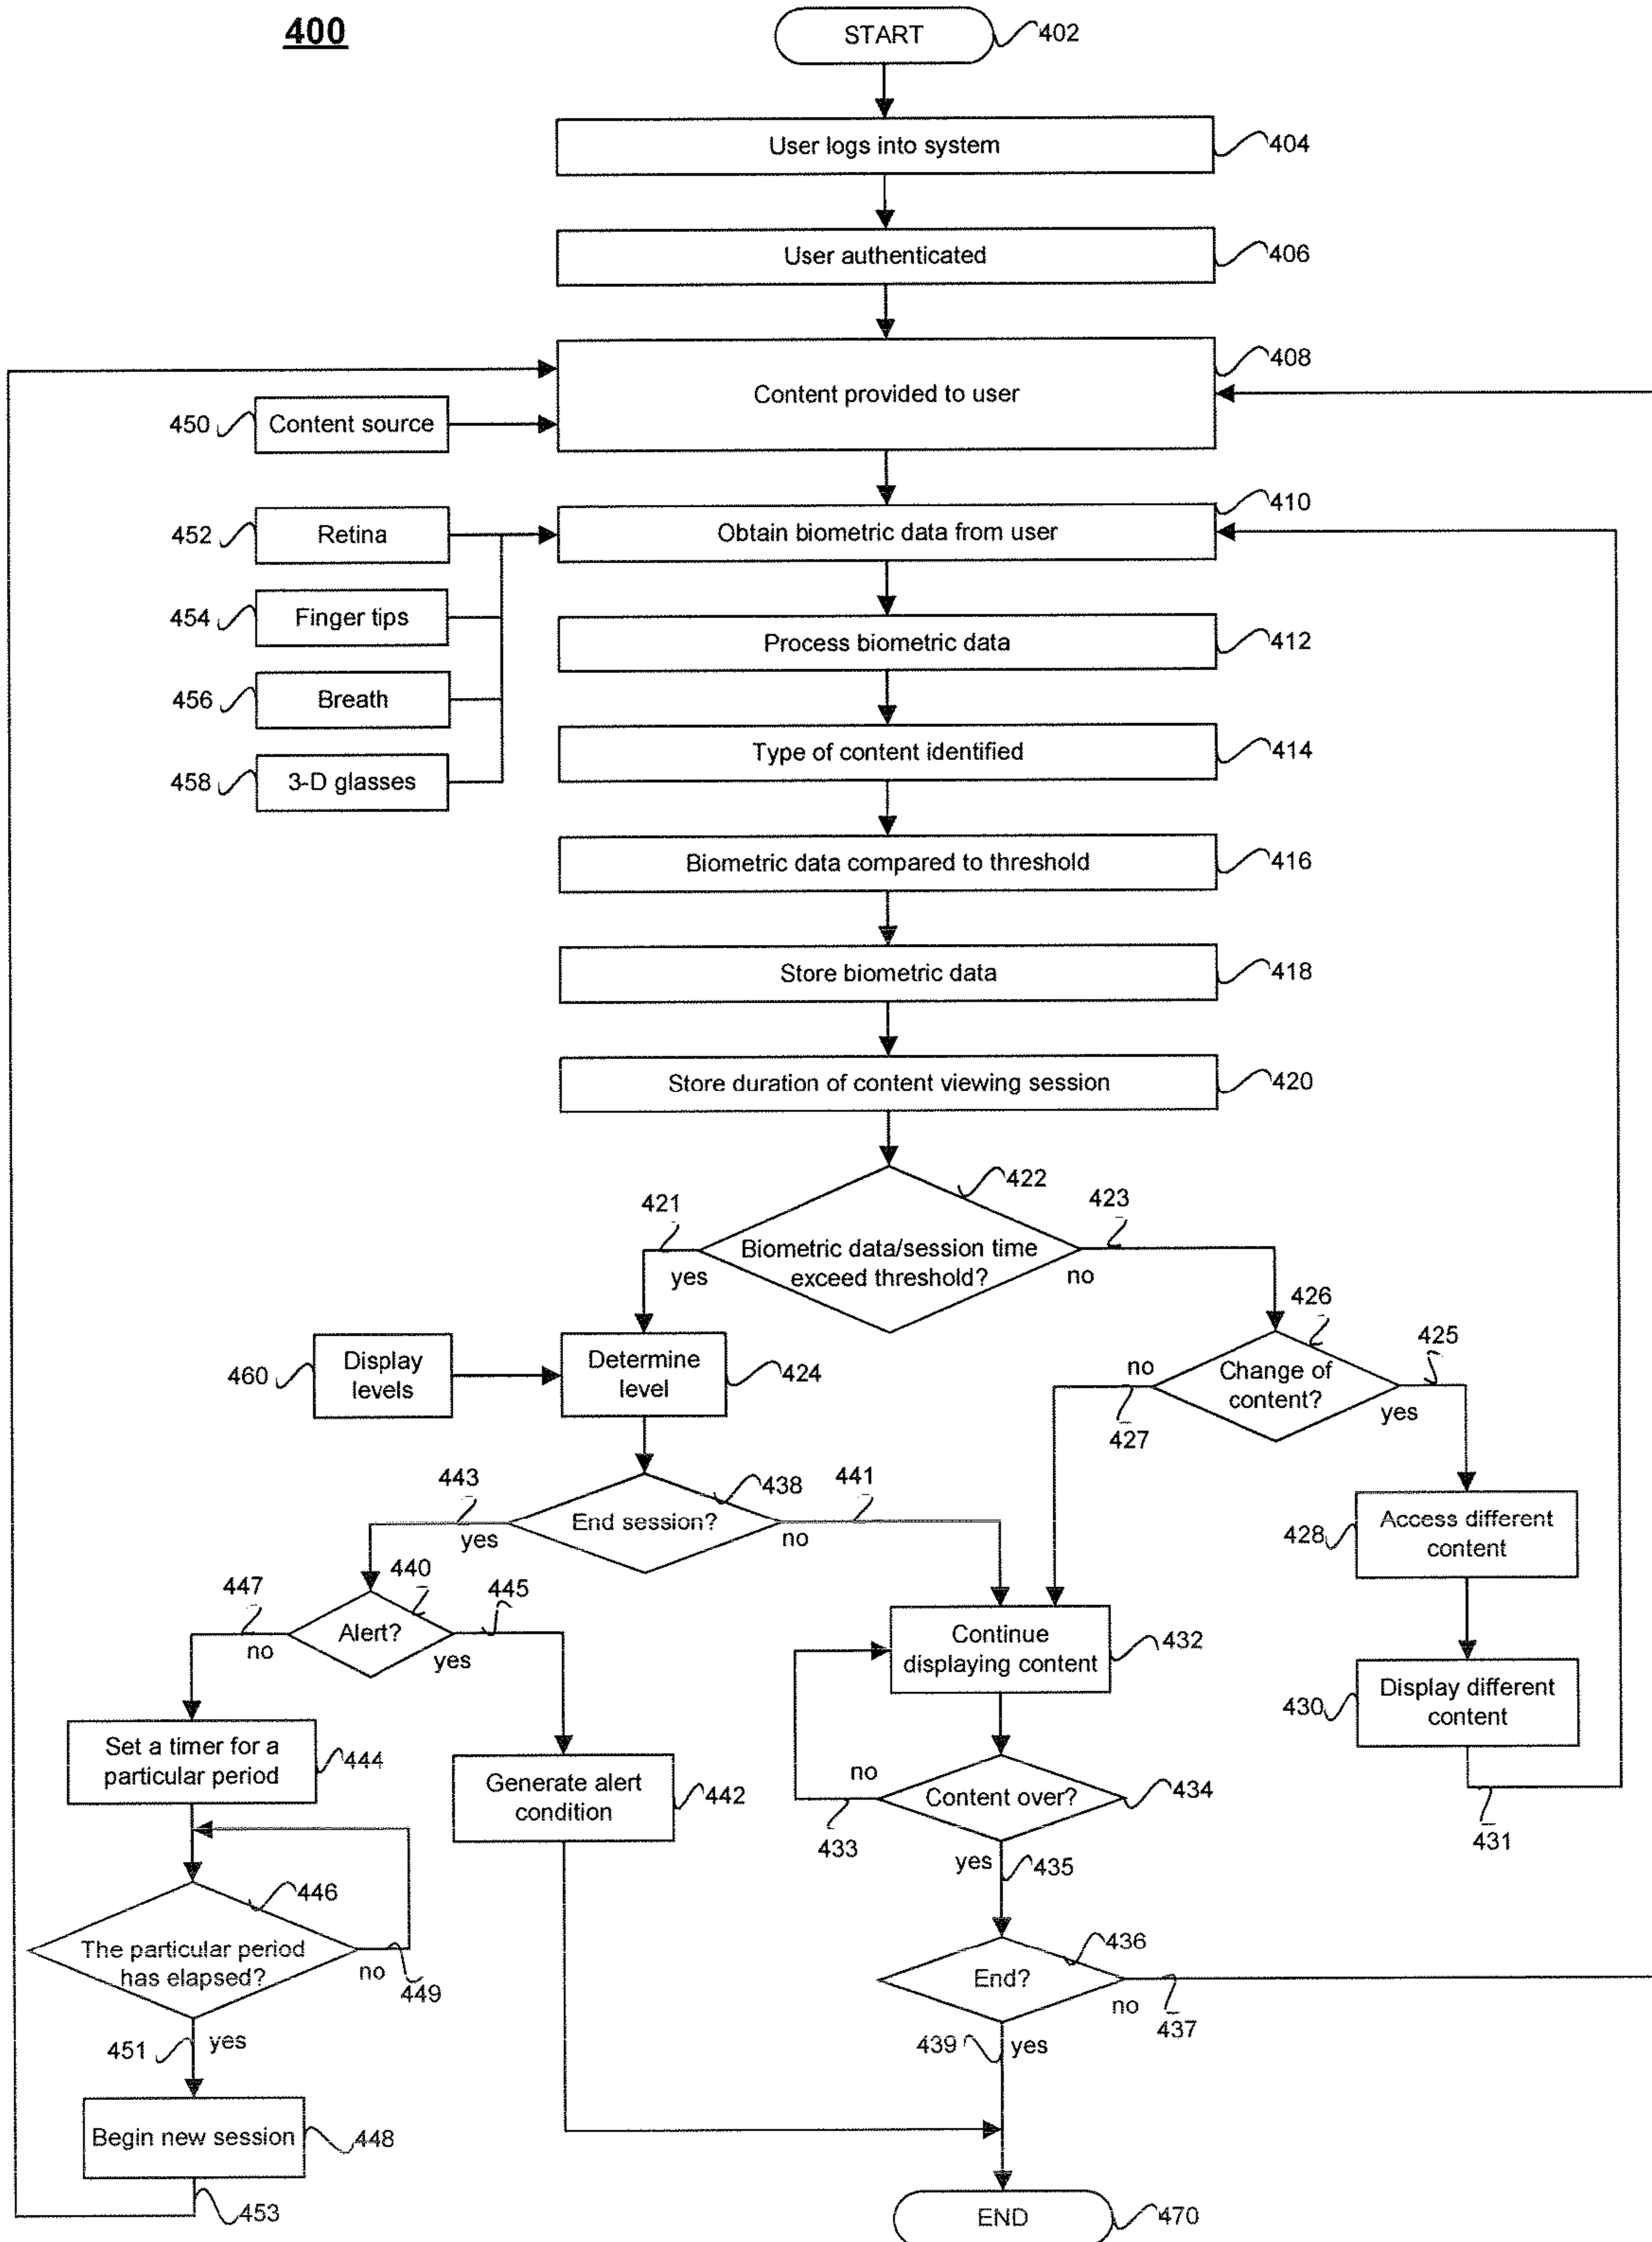 400
START
402
User logs into system
404
User authenticated
406
408
Content provided to user
450
Content source
410
452
Retina
Obtain biometric data from user
454
Finger tips
Process biometric data
412
456
Breath
Type of content identified
414
458
3-D glasses
Biometric data compared to threshold
416
Store biometric data
418
Store duration of content viewing session
420
422
421
423
Biometric data/session time
exceed threshold?
yes
no
426
425
460
Display
levels
Determine
level
424
no
Change of
content?
yes
427
443
438
441
End session?
yes
no
428
Access different
content
447
440
445
Alert?
no
yes
Continue
displaying content
432
430
Display different
content
Set a timer for a
particular period
444
Generate alert
condition
442
no
Content over?
434
433
431
yes
435
446
436
The particular period
has elapsed?
no
449
End?
no
437
451
yes
439
yes
Begin new session
448
453
END
470